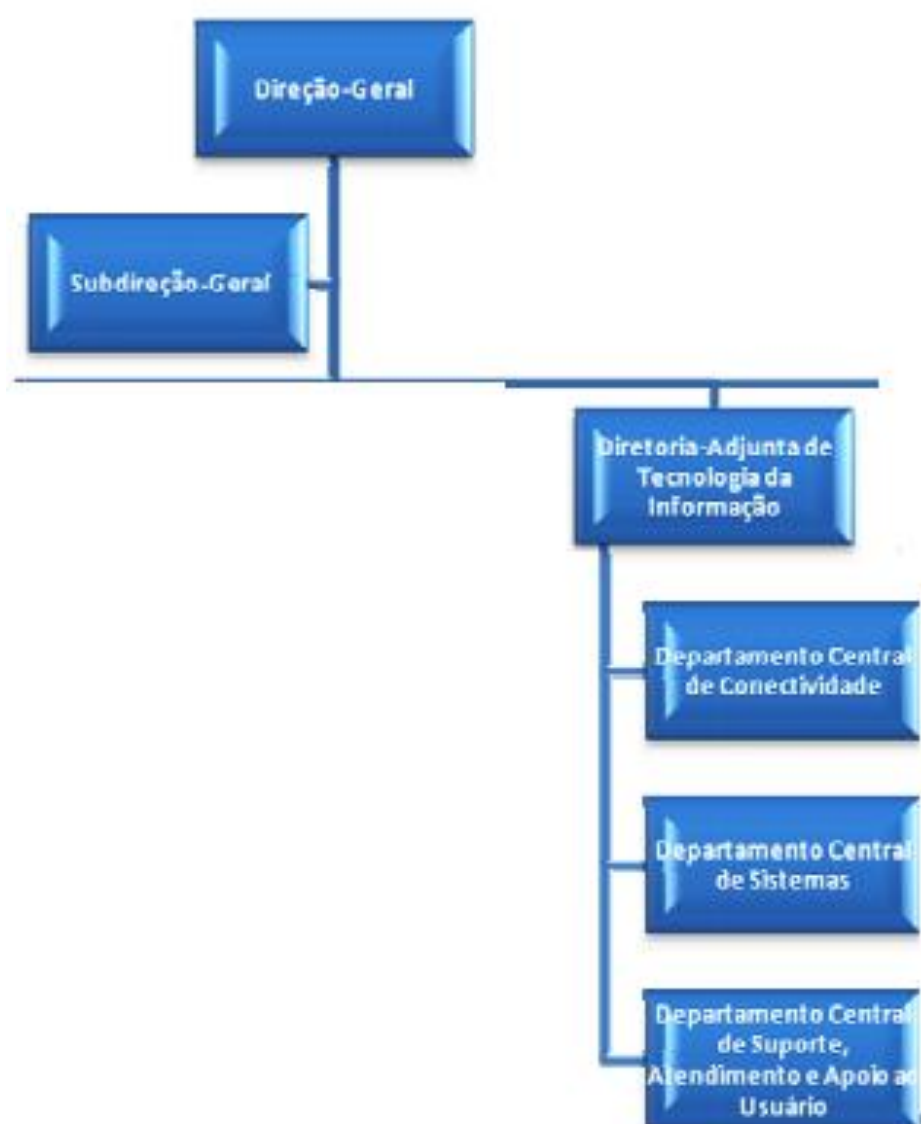 Direção-Geral
Subdireção-Geral
Diretoria-Adjunta de
Tecnologia da
Informação
Departamento Central
de Conectividade
Departamento Central
de Sistemas
Departamento Central
de Suporte,
Atendimento e Apoio ao
Usuário